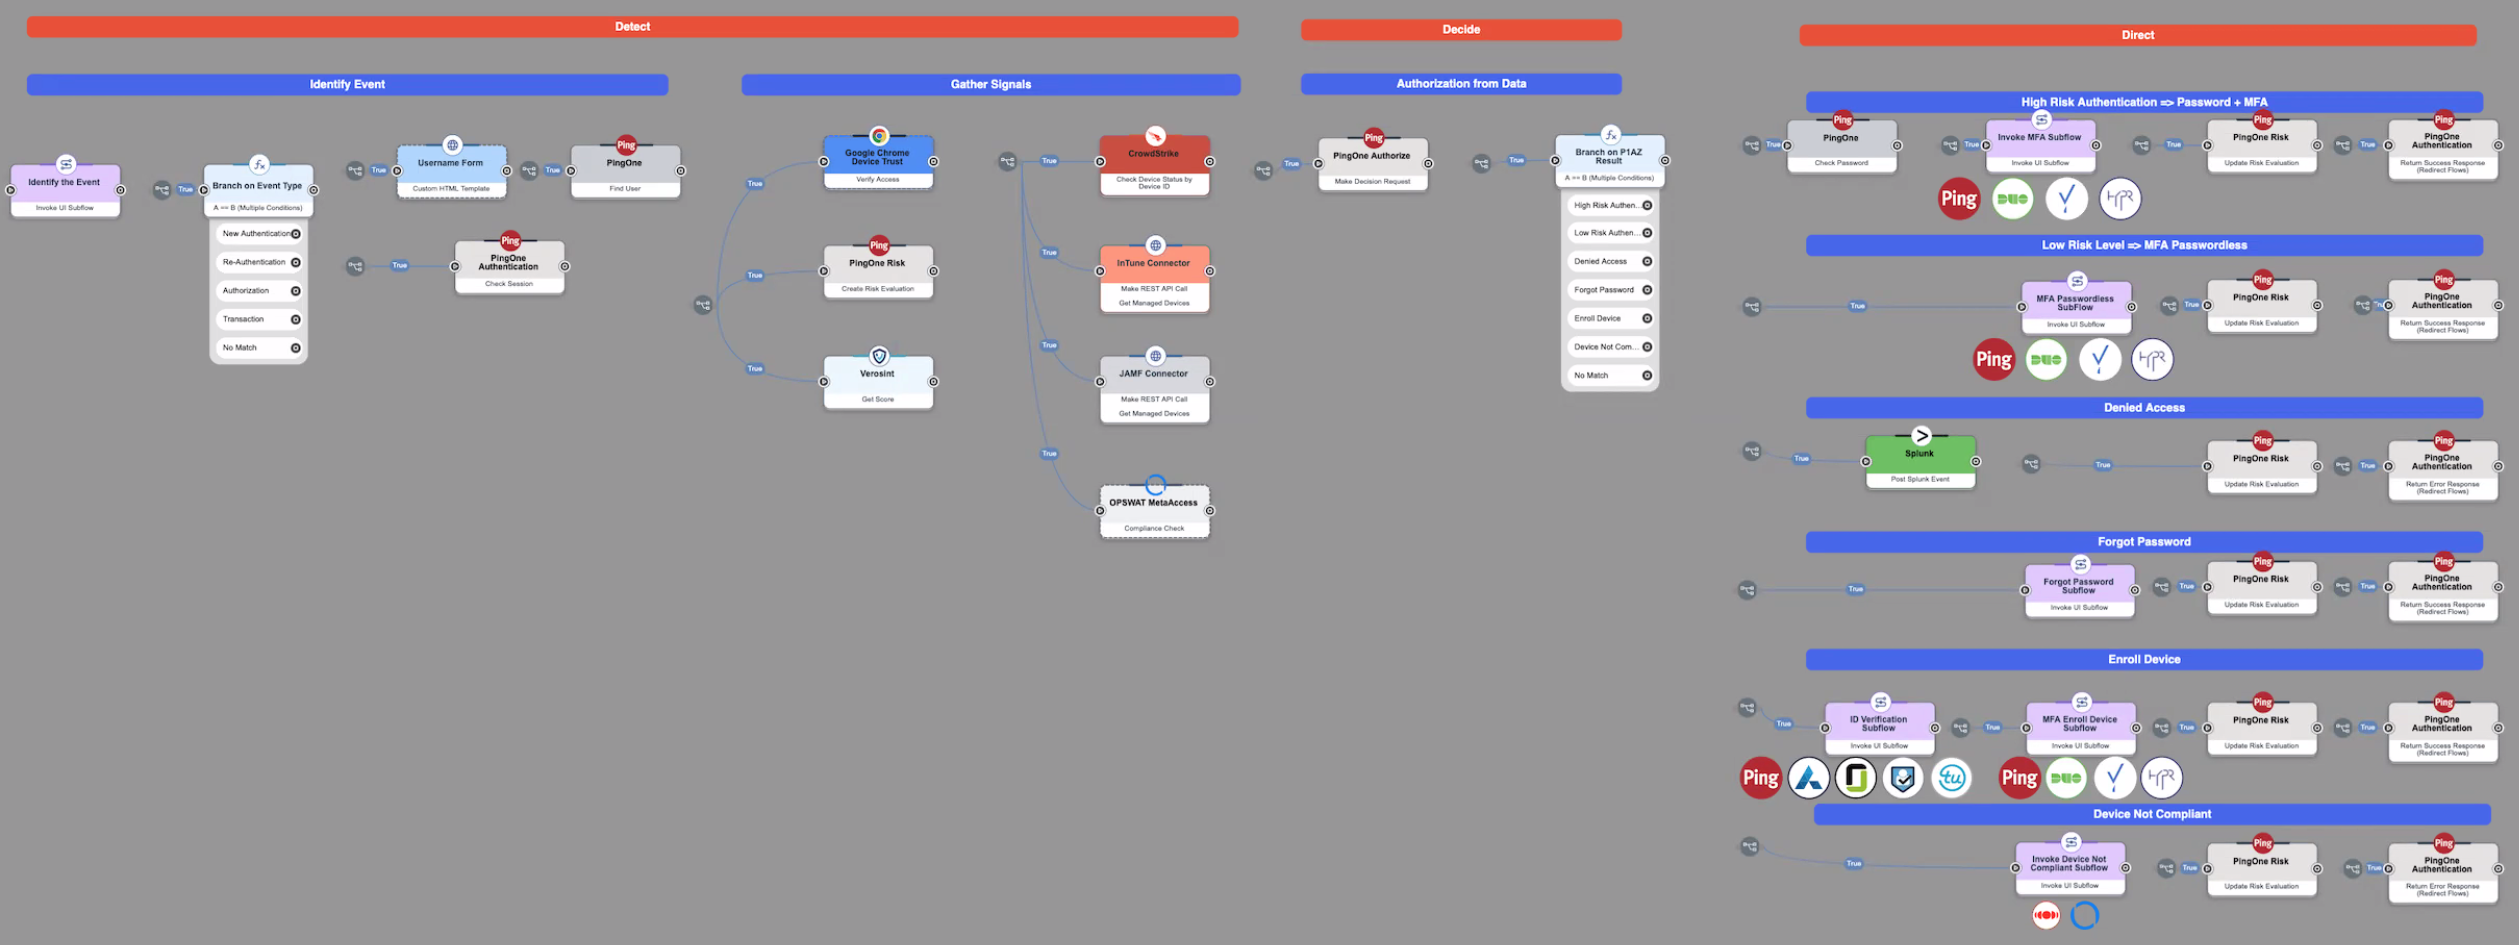 Detect
Decide
Direct
Identify Event
Gather Signals
Authorization from Data
Identify the Event
Invoke UI Subflow
True
Branch on Event Type
A == B (Multiple Conditions)
New Authentication
Re-Authentication
Authorization
Transaction
No Match
True
Username Form
Custom HTML Template
True
Ping
PingOne
Find User
True
Ping
PingOne
Authentication
Check Session
True
Google Chrome
Device Trust
Verify Access
True
Ping
PingOne Risk
Create Risk Evaluation
True
Verosint
Get Score
True
CrowdStrike
Check Device Status by
Device ID
True
InTune Connector
Make REST API Call
Get Managed Devices
True
JAMF Connector
Make REST API Call
Get Managed Devices
True
OPSWAT MetaAccess
Compliance Check
True
Ping
PingOne Authorize
Make Decision Request
True
Branch on P1AZ
Result
A == B (Multiple Conditions)
High Risk Authen...
Low Risk Authen...
Denied Access
Forgot Password
Enroll Device
Device Not Com...
No Match
High Risk Authentication => Password + MFA
True
Ping
PingOne
Check Password
True
Invoke MFA Subflow
Invoke UI Subflow
True
Ping
PingOne Risk
Update Risk Evaluation
True
Ping
PingOne
Authentication
Return Success Response
(Redirect Flows)
Ping
DUO
HYPR
Low Risk Level => MFA Passwordless
True
MFA Passwordless
SubFlow
Invoke UI Subflow
True
Ping
PingOne Risk
Update Risk Evaluation
Ping
PingOne
Authentication
Return Success Response
(Redirect Flows)
Ping
DUO
HYPR
Denied Access
True
Splunk
Post Splunk Event
True
Ping
PingOne Risk
Update Risk Evaluation
True
Ping
PingOne
Authentication
Return Error Response
(Redirect Flows)
Forgot Password
True
Forgot Password
Subflow
Invoke UI Subflow
True
Ping
PingOne Risk
Update Risk Evaluation
True
Ping
PingOne
Authentication
Return Success Response
(Redirect Flows)
Enroll Device
True
ID Verification
Subflow
Invoke UI Subflow
True
MFA Enroll Device
Subflow
Invoke UI Subflow
True
Ping
PingOne Risk
Update Risk Evaluation
True
Ping
PingOne
Authentication
Return Success Response
(Redirect Flows)
Ping
tu
Ping
DUO
HYPR
Device Not Compliant
True
Invoke Device Not
Compliant Subflow
Invoke UI Subflow
True
Ping
PingOne Risk
Update Risk Evaluation
True
Ping
PingOne
Authentication
Return Error Response
(Redirect Flows)